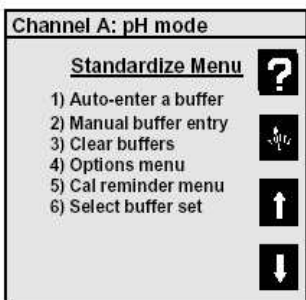 Channel A: pH mode
Standardize Menu
?
1) Auto-enter a buffer
2) Manual buffer entry
3) Clear buffers
4) Options menu
5) Cal reminder menu
6) Select buffer set